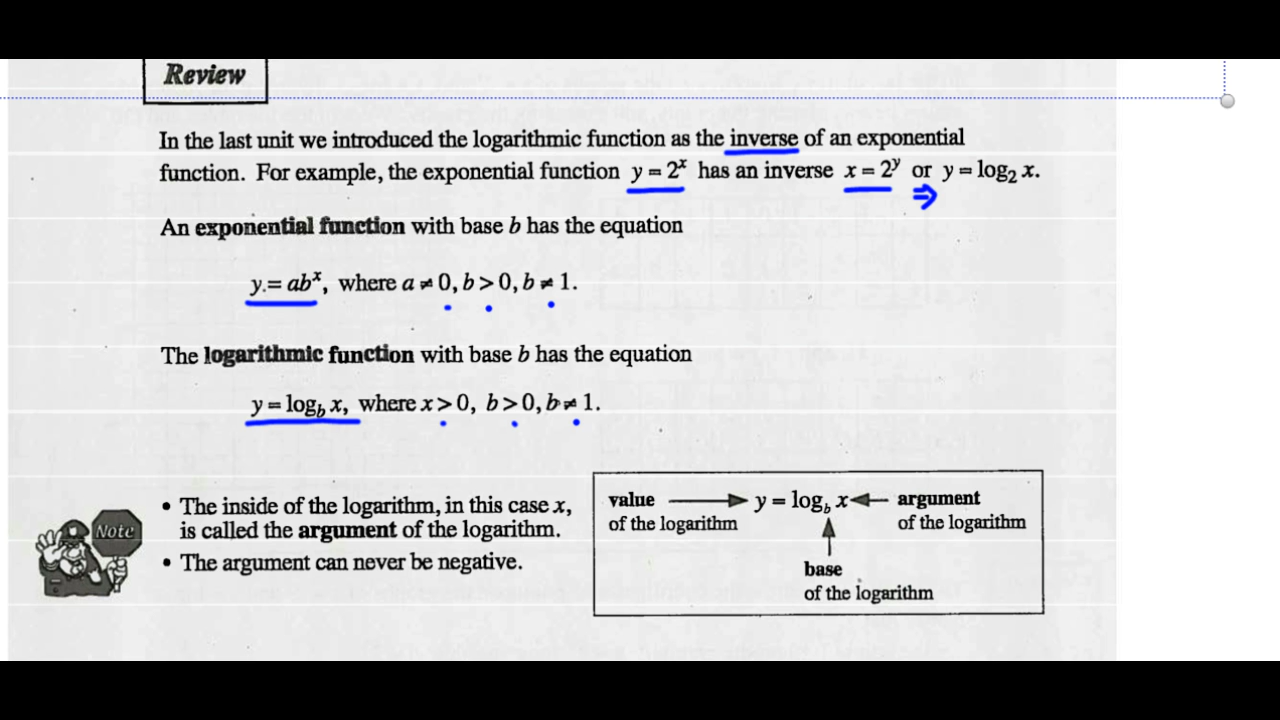 Review
In the last unit we introduced the logarithmic function as the inverse of an exponential
function. For example, the exponential function y = 2ˣ has an inverse x = 2ʸ or y = log₂ x.
An exponential function with base b has the equation
y = abˣ, where a ≠ 0, b > 0, b ≠ 1.
The logarithmic function with base b has the equation
y = log_b x, where x > 0, b > 0, b ≠ 1.
Note
• The inside of the logarithm, in this case x,
is called the argument of the logarithm.
• The argument can never be negative.
value y = log_b x argument
of the logarithm of the logarithm
base
of the logarithm